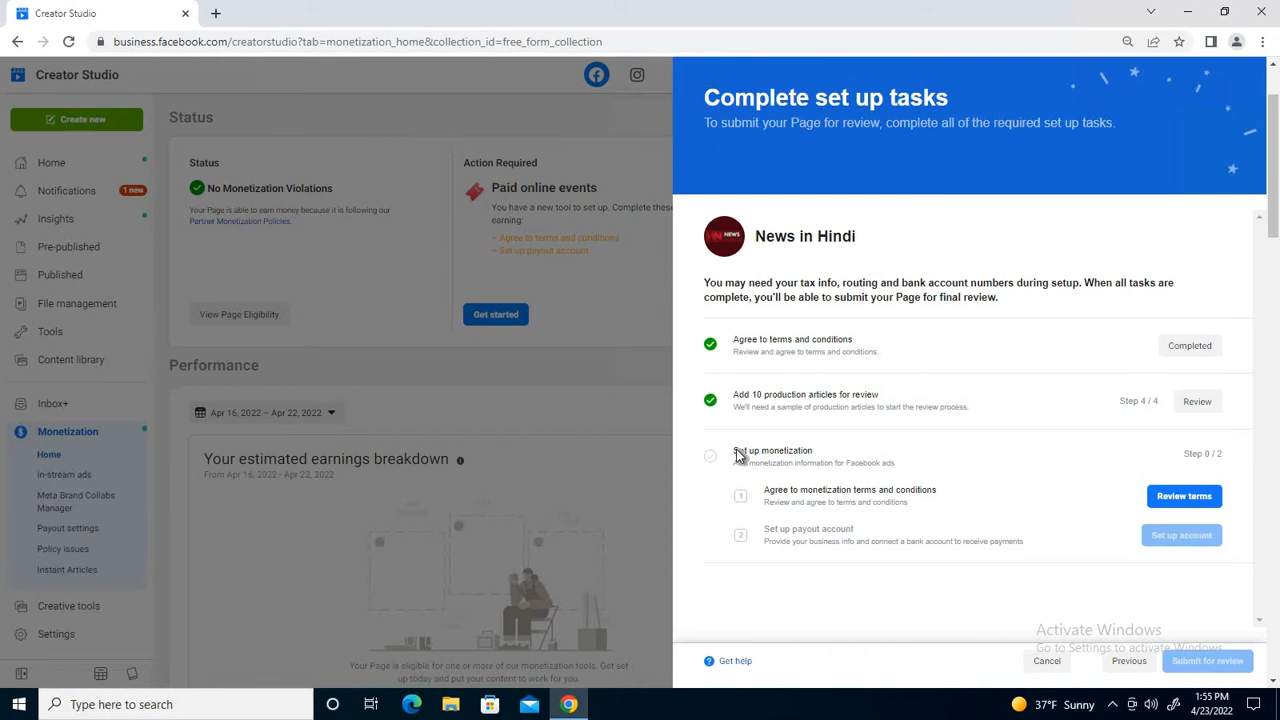 Creator Studio
business.facebook.com/creatorstudio?tab=monetization_home&collection_id=free_form_collection
Creator Studio
Create new
Home
Notifications
1 new
Insights
Pre-published
Published
File management
Tools
Content library
Inbox+
Monetization
Home
In-stream ads
Meta Brand Collabs
Manager
Payout settings
Policy issues
Instant Articles
Creative tools
Settings
Status
Status
No Monetization Violations
Your Page is able to earn money because it is following our
Partner Monetization Policies.
View Page Eligibility
Action Required
Paid online events
You have a new tool to set up. Complete these
earning:
~ Agree to terms and conditions
~ Set up payout account
Get started
Performance
Apr 16, 2022 – Apr 22, 2022
Your estimated earnings breakdown
From Apr 16, 2022 - Apr 22, 2022
Your Page is eligible for one or more of our monetization tools. Get set
up today and put your content to work for you.
Complete set up tasks
To submit your Page for review, complete all of the required set up tasks.
NEWS
News in Hindi
You may need your tax info, routing and bank account numbers during setup. When all tasks are
complete, you'll be able to submit your Page for final review.
Agree to terms and conditions
Review and agree to terms and conditions.
Completed
Add 10 production articles for review
We'll need a sample of production articles to start the review process.
Step 4 / 4
Review
Set up monetization
monetization information for Facebook ads
Step 0 / 2
1
Agree to monetization terms and conditions
Review and agree to terms and conditions
Review terms
2
Set up payout account
Provide your business info and connect a bank account to receive payments
Set up account
Activate Windows
Go to Settings to activate Windows.
Get help
Cancel
Previous
Submit for review
Type here to search
37°F Sunny
1:55 PM
4/23/2022